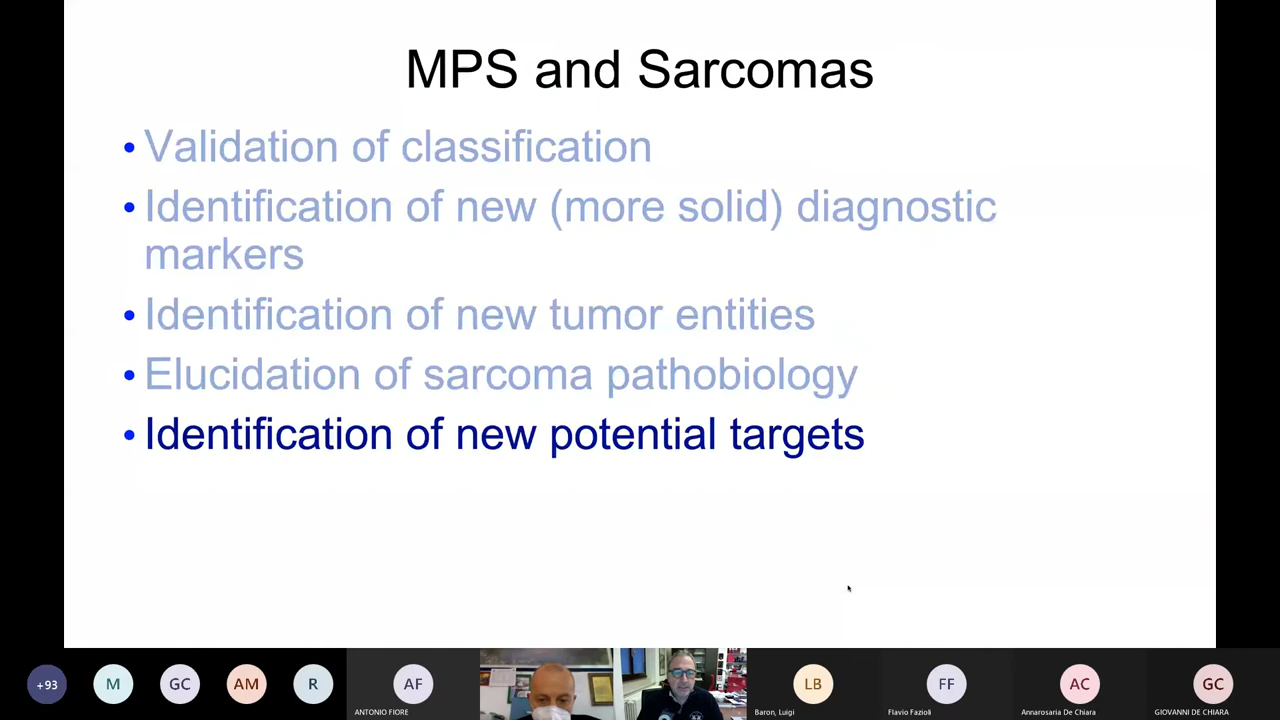 MPS and Sarcomas
• Validation of classification
• Identification of new (more solid) diagnostic
markers
• Identification of new tumor entities
• Elucidation of sarcoma pathobiology
• Identification of new potential targets
+93
M
GC
AM
R
AF
ANTONIO FIORE
LB
Baron, Luigi
FF
Flavio Fazioli
AC
Annarosaria De Chiara
GC
GIOVANNI DE CHIARA